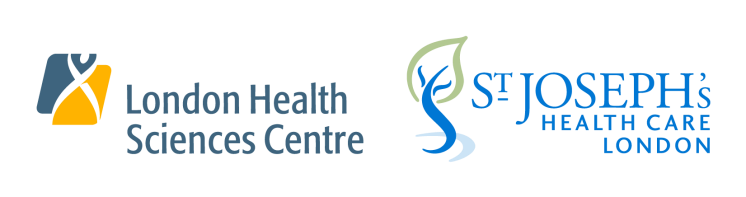 London Health
Sciences Centre
ST JOSEPH'S
HEALTH CARE
LONDON